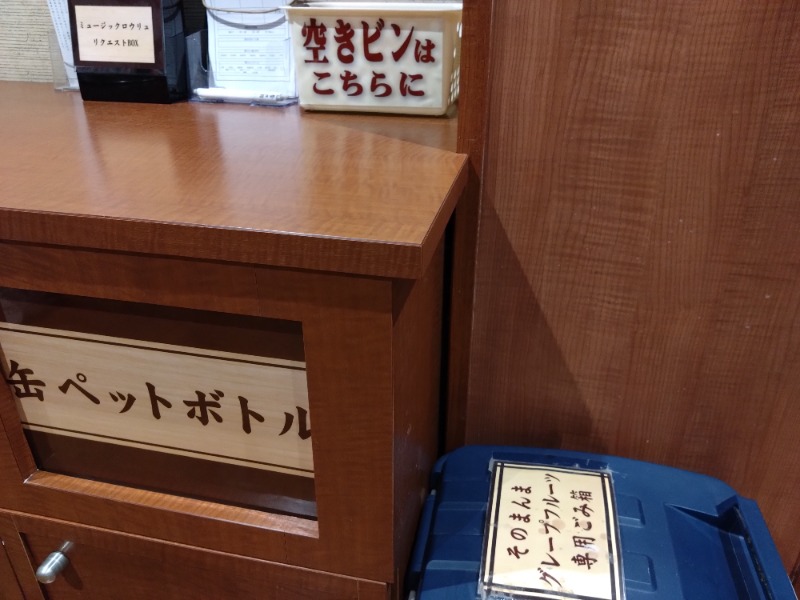 ミュージックロウリュ
リクエストBOX
空きビンは
こちらに
缶ペットボトル
そのまんま
グレープフルーツ
専用ごみ箱